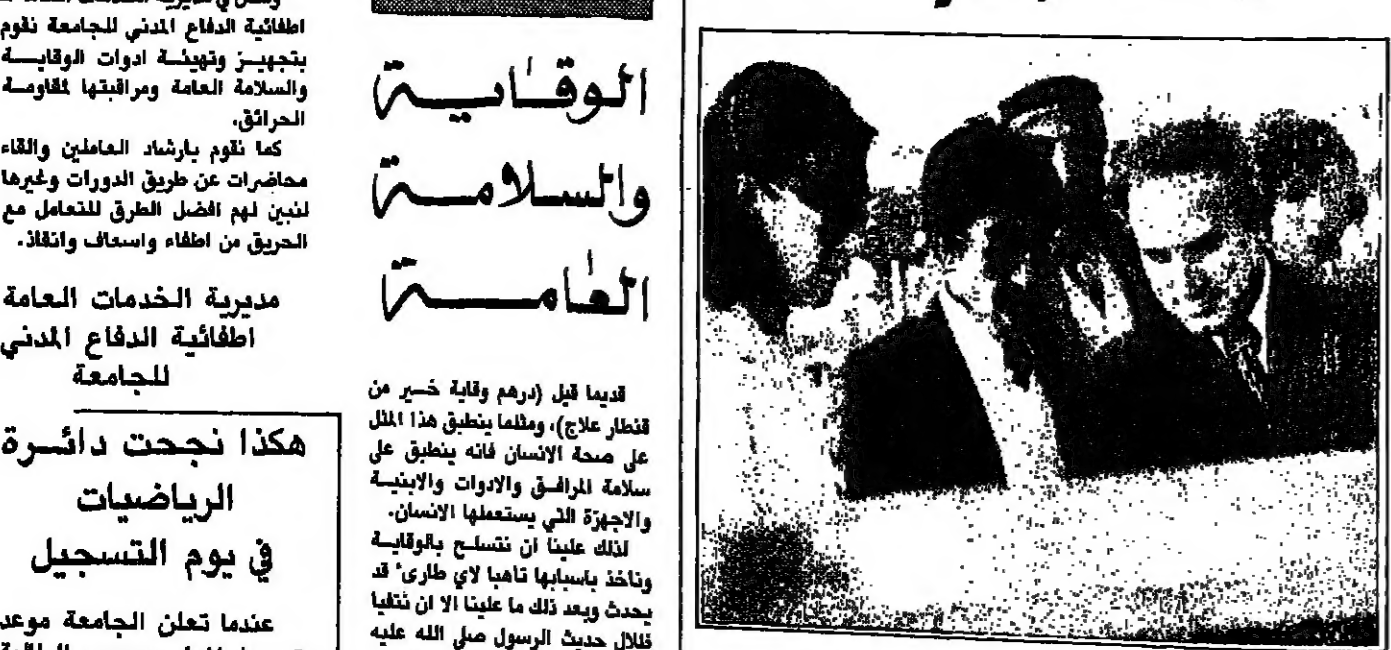 الوقاية
والسلامة
العامة
قديما قيل (درهم وقاية خسير من
قنطار علاج)، ومثلما ينطبق هذا المثل
على صحة الانسان فانه ينطبق على
سلامة المرافق والادوات والابنية
والاجهزة التي يستعملها الانسان.
لذلك علينا ان نتسلح بالوقاية
وناخذ باسبابها تاهبا لاي طارىء قد
يحدث وبعد ذلك ما علينا الا ان نتفيا
ظلال حديث الرسول صلى الله عليه
اطفائية الدفاع المدني للجامعة نقوم
بتجهيز وتهيئة ادوات الوقاية
والسلامة العامة ومراقبتها لمقاومة
الحرائق.
كما نقوم بارشاد العاملين والقاء
محاضرات عن طريق الدورات وغيرها
لنبين لهم افضل الطرق للتعامل مع
الحريق من اطفاء واسعاف وانقاذ.
مديرية الخدمات العامة
اطفائية الدفاع المدني
للجامعة
هكذا نجحت دائرة
الرياضيات
في يوم التسجيل
عندما تعلن الجامعة موعد